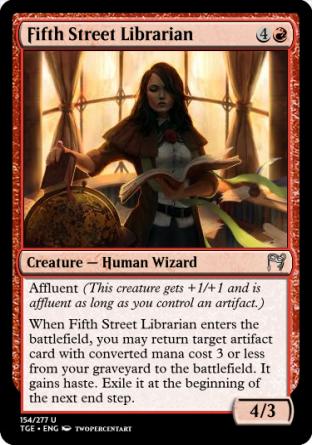 Fifth Street Librarian 4
Creature — Human Wizard
Affluent (This creature gets +1/+1 and is
affluent as long as you control an artifact.)
When Fifth Street Librarian enters the
battlefield, you may return target artifact
card with converted mana cost 3 or less
from your graveyard to the battlefield. It
gains haste. Exile it at the beginning of
the next end step.
4/3
154/277 U
TGE • ENG TWOPERCENTART